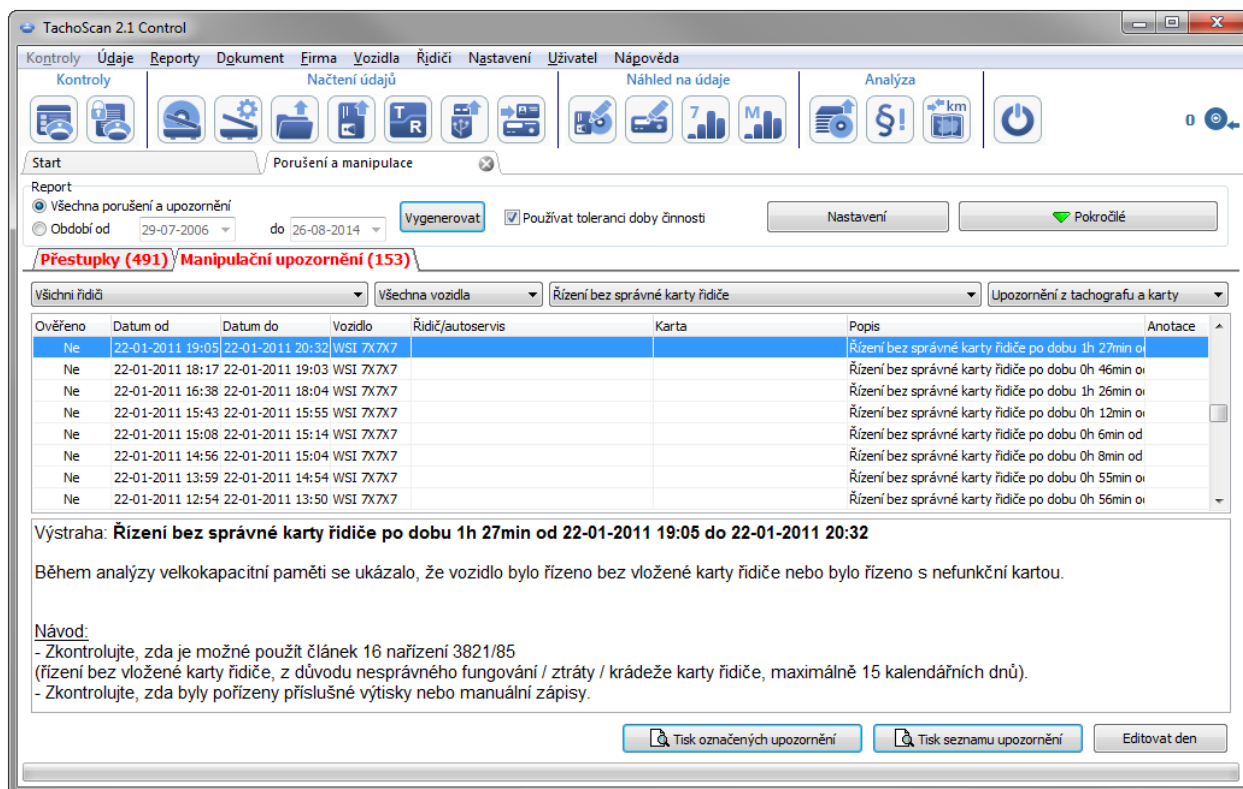 TachoScan 2.1 Control
Kontroly Údaje Reporty Dokument Firma Vozidla Řidiči Nastavení Uživatel Nápověda
Kontroly Načtení údajů Náhled na údaje Analýza
T R 7 M §! km 0
Start Porušení a manipulace
Report
Všechna porušení a upozornění
Období od 29-07-2006 do 26-08-2014 Vygenerovat Používat toleranci doby činnosti Nastavení Pokročilé
Přestupky (491) Manipulační upozornění (153)
Všichni řidiči Všechna vozidla Řízení bez správné karty řidiče Upozornění z tachografu a karty
Ověřeno Datum od Datum do Vozidlo Řidič/autoservis Karta Popis Anotace
Ne 22-01-2011 19:05 22-01-2011 20:32 WSI 7X7X7 Řízení bez správné karty řidiče po dobu 1h 27min o
Ne 22-01-2011 18:17 22-01-2011 19:03 WSI 7X7X7 Řízení bez správné karty řidiče po dobu 0h 46min o
Ne 22-01-2011 16:38 22-01-2011 18:04 WSI 7X7X7 Řízení bez správné karty řidiče po dobu 1h 26min o
Ne 22-01-2011 15:43 22-01-2011 15:55 WSI 7X7X7 Řízení bez správné karty řidiče po dobu 0h 12min o
Ne 22-01-2011 15:08 22-01-2011 15:14 WSI 7X7X7 Řízení bez správné karty řidiče po dobu 0h 6min od
Ne 22-01-2011 14:56 22-01-2011 15:04 WSI 7X7X7 Řízení bez správné karty řidiče po dobu 0h 8min od
Ne 22-01-2011 13:59 22-01-2011 14:54 WSI 7X7X7 Řízení bez správné karty řidiče po dobu 0h 55min o
Ne 22-01-2011 12:54 22-01-2011 13:50 WSI 7X7X7 Řízení bez správné karty řidiče po dobu 0h 56min o
Výstraha: Řízení bez správné karty řidiče po dobu 1h 27min od 22-01-2011 19:05 do 22-01-2011 20:32
Během analýzy velkokapacitní paměti se ukázalo, že vozidlo bylo řízeno bez vložené karty řidiče nebo bylo řízeno s nefunkční kartou.
Návod:
- Zkontrolujte, zda je možné použít článek 16 nařízení 3821/85
(řízení bez vložené karty řidiče, z důvodu nesprávného fungování / ztráty / krádeže karty řidiče, maximálně 15 kalendářních dnů).
- Zkontrolujte, zda byly pořízeny příslušné výtisky nebo manuální zápisy.
Tisk označených upozornění Tisk seznamu upozornění Editovat den